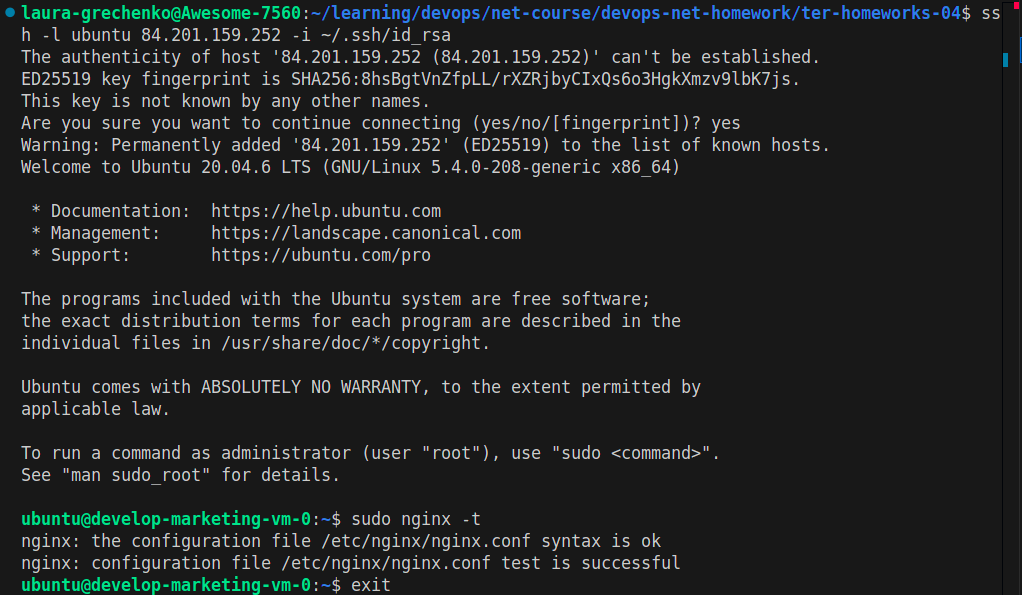 laura-grechenko@Awesome-7560:~/learning/devops/net-course/devops-net-homework/ter-homeworks-04$ ss
h -l ubuntu 84.201.159.252 -i ~/.ssh/id_rsa
The authenticity of host '84.201.159.252 (84.201.159.252)' can't be established.
ED25519 key fingerprint is SHA256:8hsBgtVnZfpLL/rXZRjbyCIxQs6o3HgkXmzv9lbK7js.
This key is not known by any other names.
Are you sure you want to continue connecting (yes/no/[fingerprint])? yes
Warning: Permanently added '84.201.159.252' (ED25519) to the list of known hosts.
Welcome to Ubuntu 20.04.6 LTS (GNU/Linux 5.4.0-208-generic x86_64)

 * Documentation:  https://help.ubuntu.com
 * Management:     https://landscape.canonical.com
 * Support:        https://ubuntu.com/pro

The programs included with the Ubuntu system are free software;
the exact distribution terms for each program are described in the
individual files in /usr/share/doc/*/copyright.

Ubuntu comes with ABSOLUTELY NO WARRANTY, to the extent permitted by
applicable law.

To run a command as administrator (user "root"), use "sudo <command>".
See "man sudo_root" for details.

ubuntu@develop-marketing-vm-0:~$ sudo nginx -t
nginx: the configuration file /etc/nginx/nginx.conf syntax is ok
nginx: configuration file /etc/nginx/nginx.conf test is successful
ubuntu@develop-marketing-vm-0:~$ exit